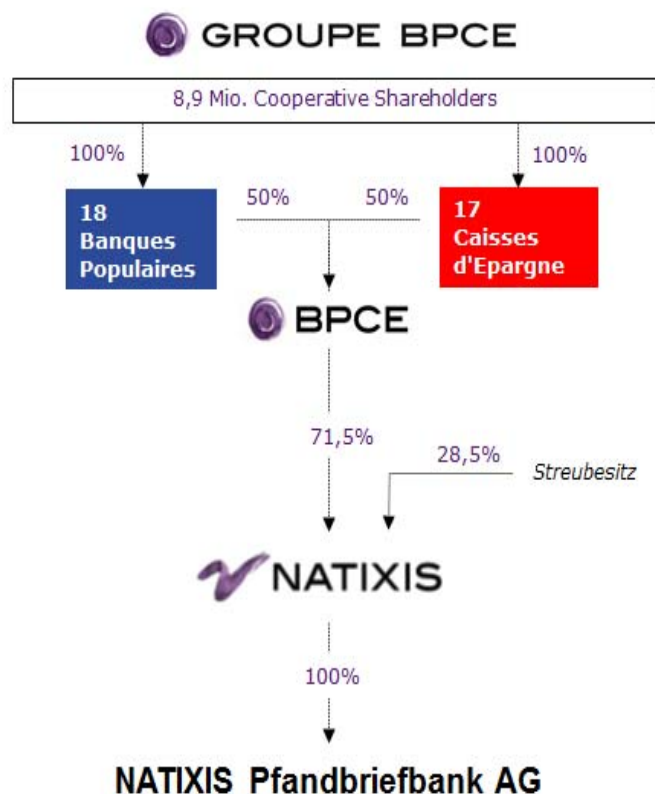 GROUPE BPCE
8,9 Mio. Cooperative Shareholders
100%
100%
18
Banques
Populaires
50%
50%
17
Caisses
d'Epargne
BPCE
71,5%
28,5%
Streubesitz
NATIXIS
100%
NATIXIS Pfandbriefbank AG